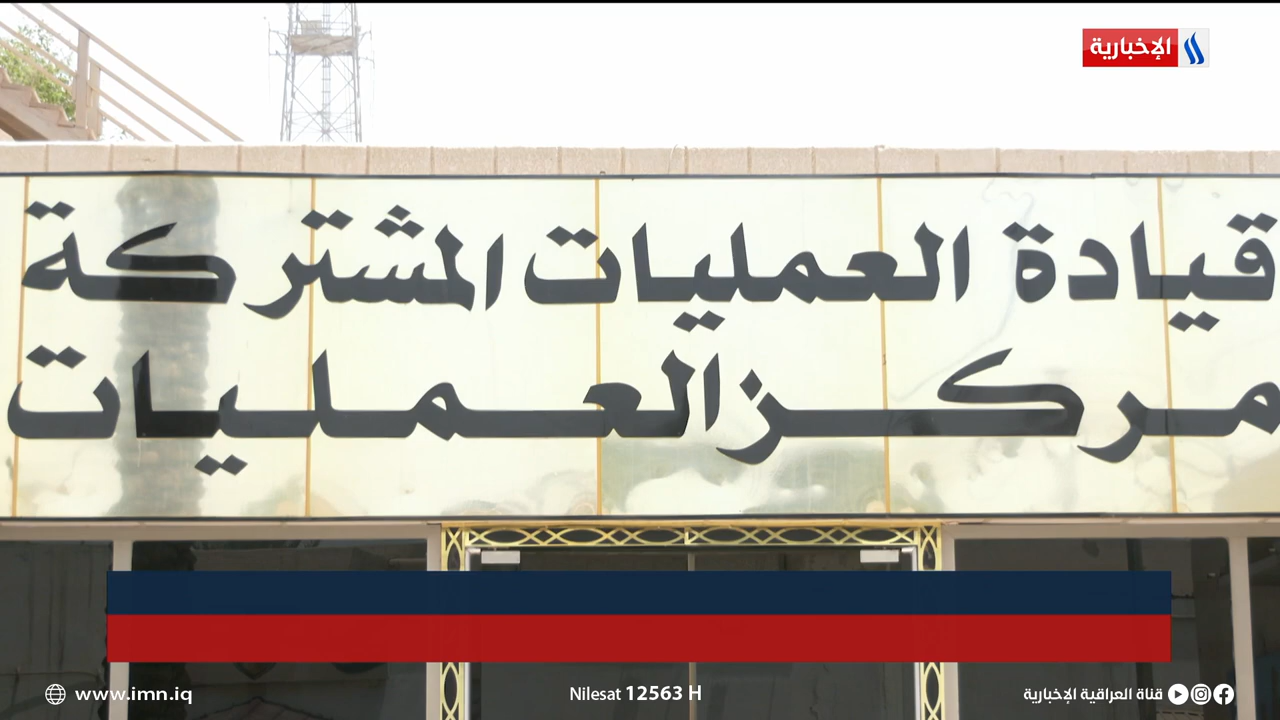 الإخبارية
قيادة العمليات المشتركة
مركز العمليات
www.imn.iq
Nilesat 12563 H
قناة العراقية الإخبارية